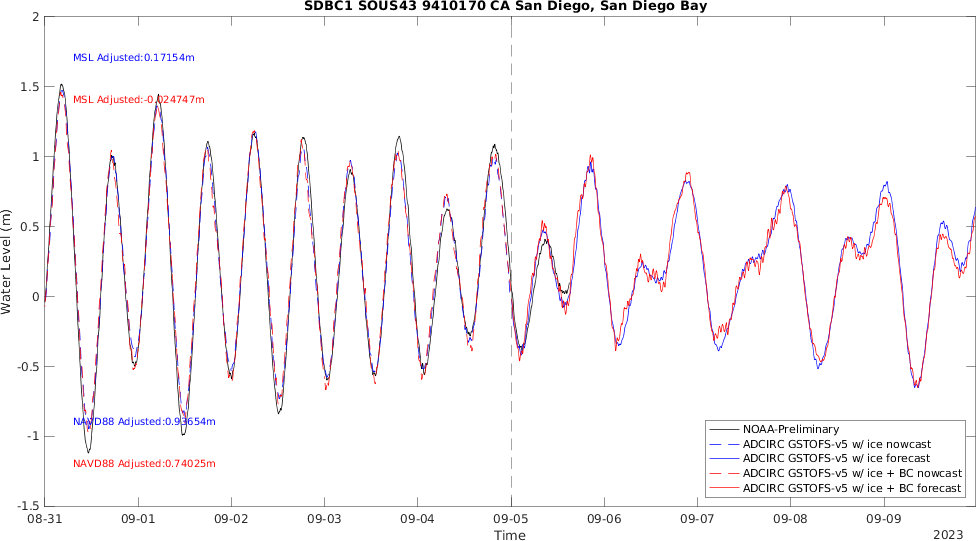 SDBC1 SOUS43 9410170 CA San Diego, San Diego Bay
2
MSL Adjusted:0.17154m
1.5
MSL Adjusted:-0.024747m
1
0.5
Water Level (m)
0
-0.5
NAVD88 Adjusted:0.93654m
-1
NAVD88 Adjusted:0.74025m
-1.5
NOAA-Preliminary
ADCIRC GSTOFS-v5 w/ ice nowcast
ADCIRC GSTOFS-v5 w/ ice forecast
ADCIRC GSTOFS-v5 w/ ice + BC nowcast
ADCIRC GSTOFS-v5 w/ ice + BC forecast
08-31 09-01 09-02 09-03 09-04 09-05 09-06 09-07 09-08 09-09
Time
2023